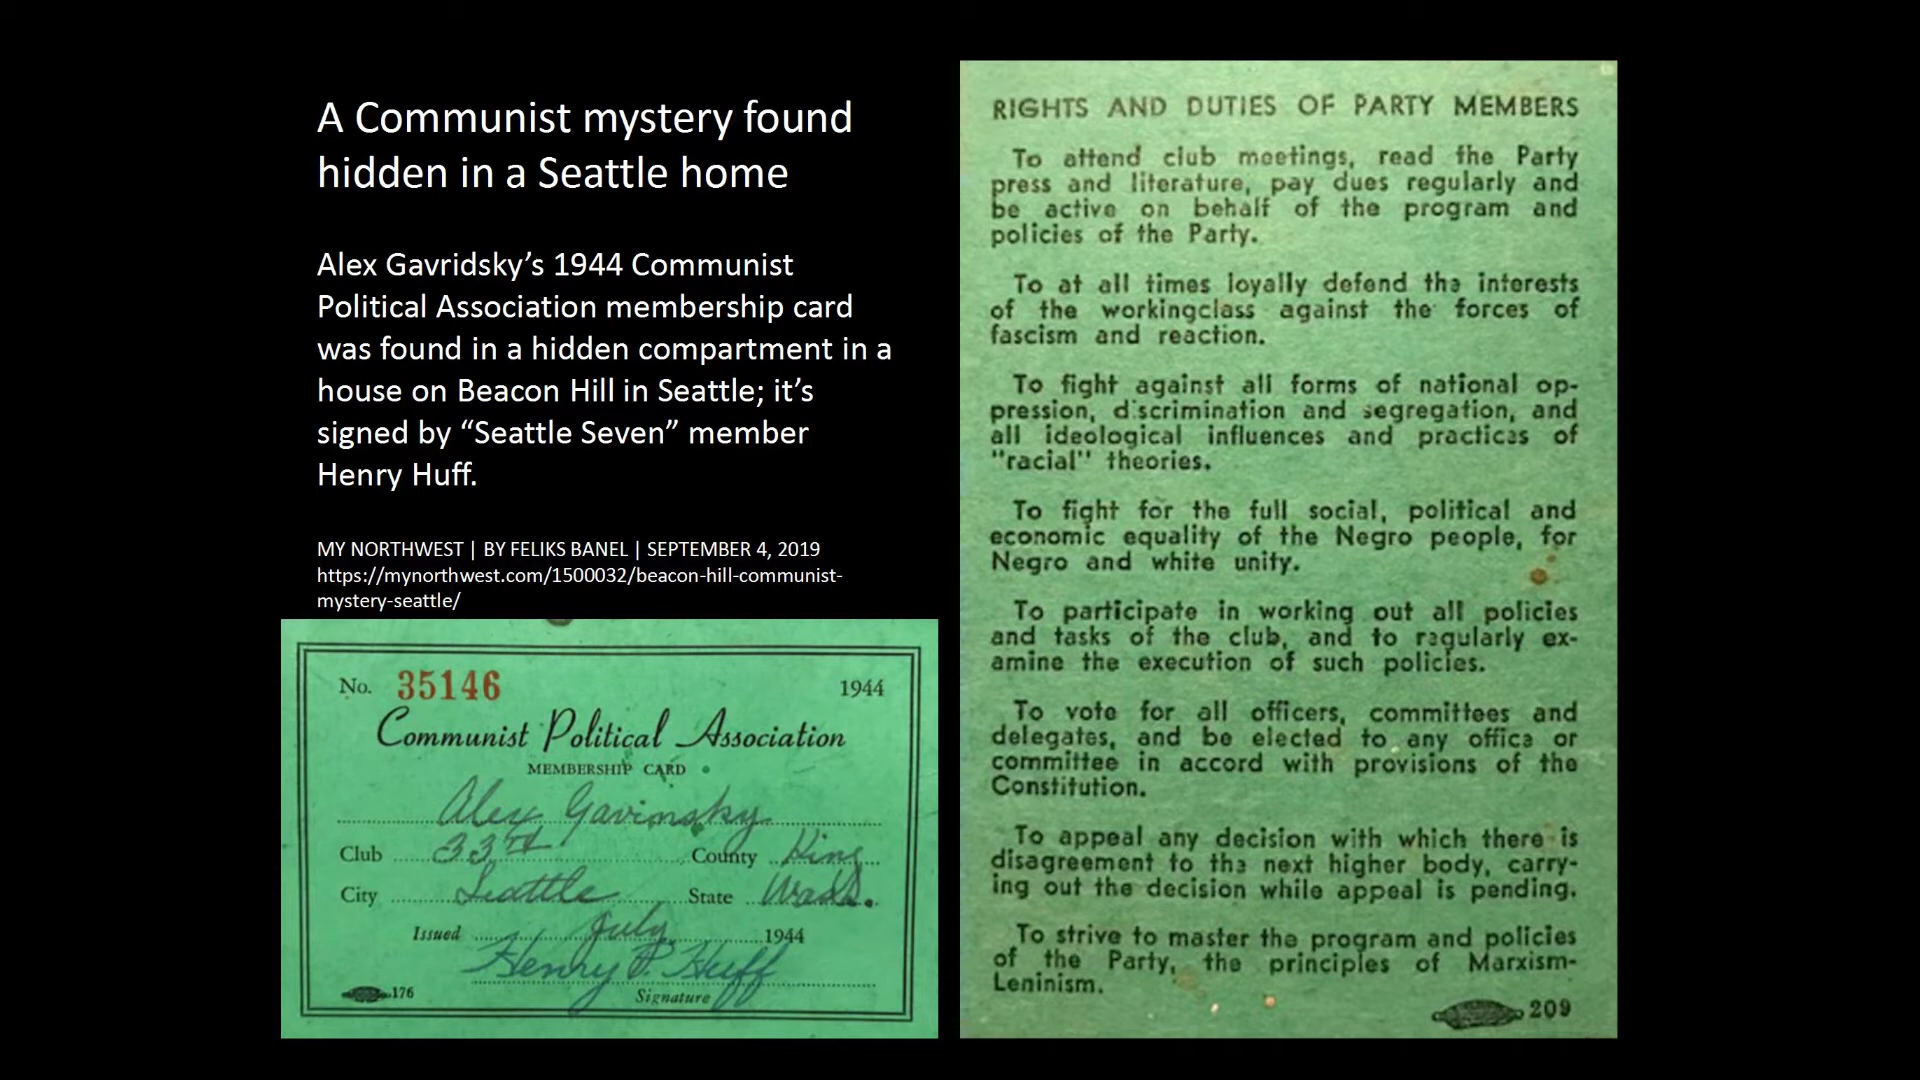 A Communist mystery found
hidden in a Seattle home
Alex Gavridsky’s 1944 Communist
Political Association membership card
was found in a hidden compartment in a
house on Beacon Hill in Seattle; it’s
signed by “Seattle Seven” member
Henry Huff.
MY NORTHWEST | BY FELIKS BANEL | SEPTEMBER 4, 2019
https://mynorthwest.com/1500032/beacon-hill-communist-
mystery-seattle/
No. 35146 1944
Communist Political Association
MEMBERSHIP CARD
Alex Gavinsky
Club 33rd County King
City Seattle State Wash.
Issued July 1944
Henry P. Huff
Signature
176
RIGHTS AND DUTIES OF PARTY MEMBERS
To attend club meetings, read the Party
press and literature, pay dues regularly and
be active on behalf of the program and
policies of the Party.
To at all times loyally defend the interests
of the workingclass against the forces of
fascism and reaction.
To fight against all forms of national op-
pression, discrimination and segregation, and
all ideological influences and practices of
"racial" theories.
To fight for the full social, political and
economic equality of the Negro people, for
Negro and white unity.
To participate in working out all policies
and tasks of the club, and to regularly ex-
amine the execution of such policies.
To vote for all officers, committees and
delegates, and be elected to any office or
committee in accord with provisions of the
Constitution.
To appeal any decision with which there is
disagreement to the next higher body, carry-
ing out the decision while appeal is pending.
To strive to master the program and policies
of the Party, the principles of Marxism-
Leninism.
209